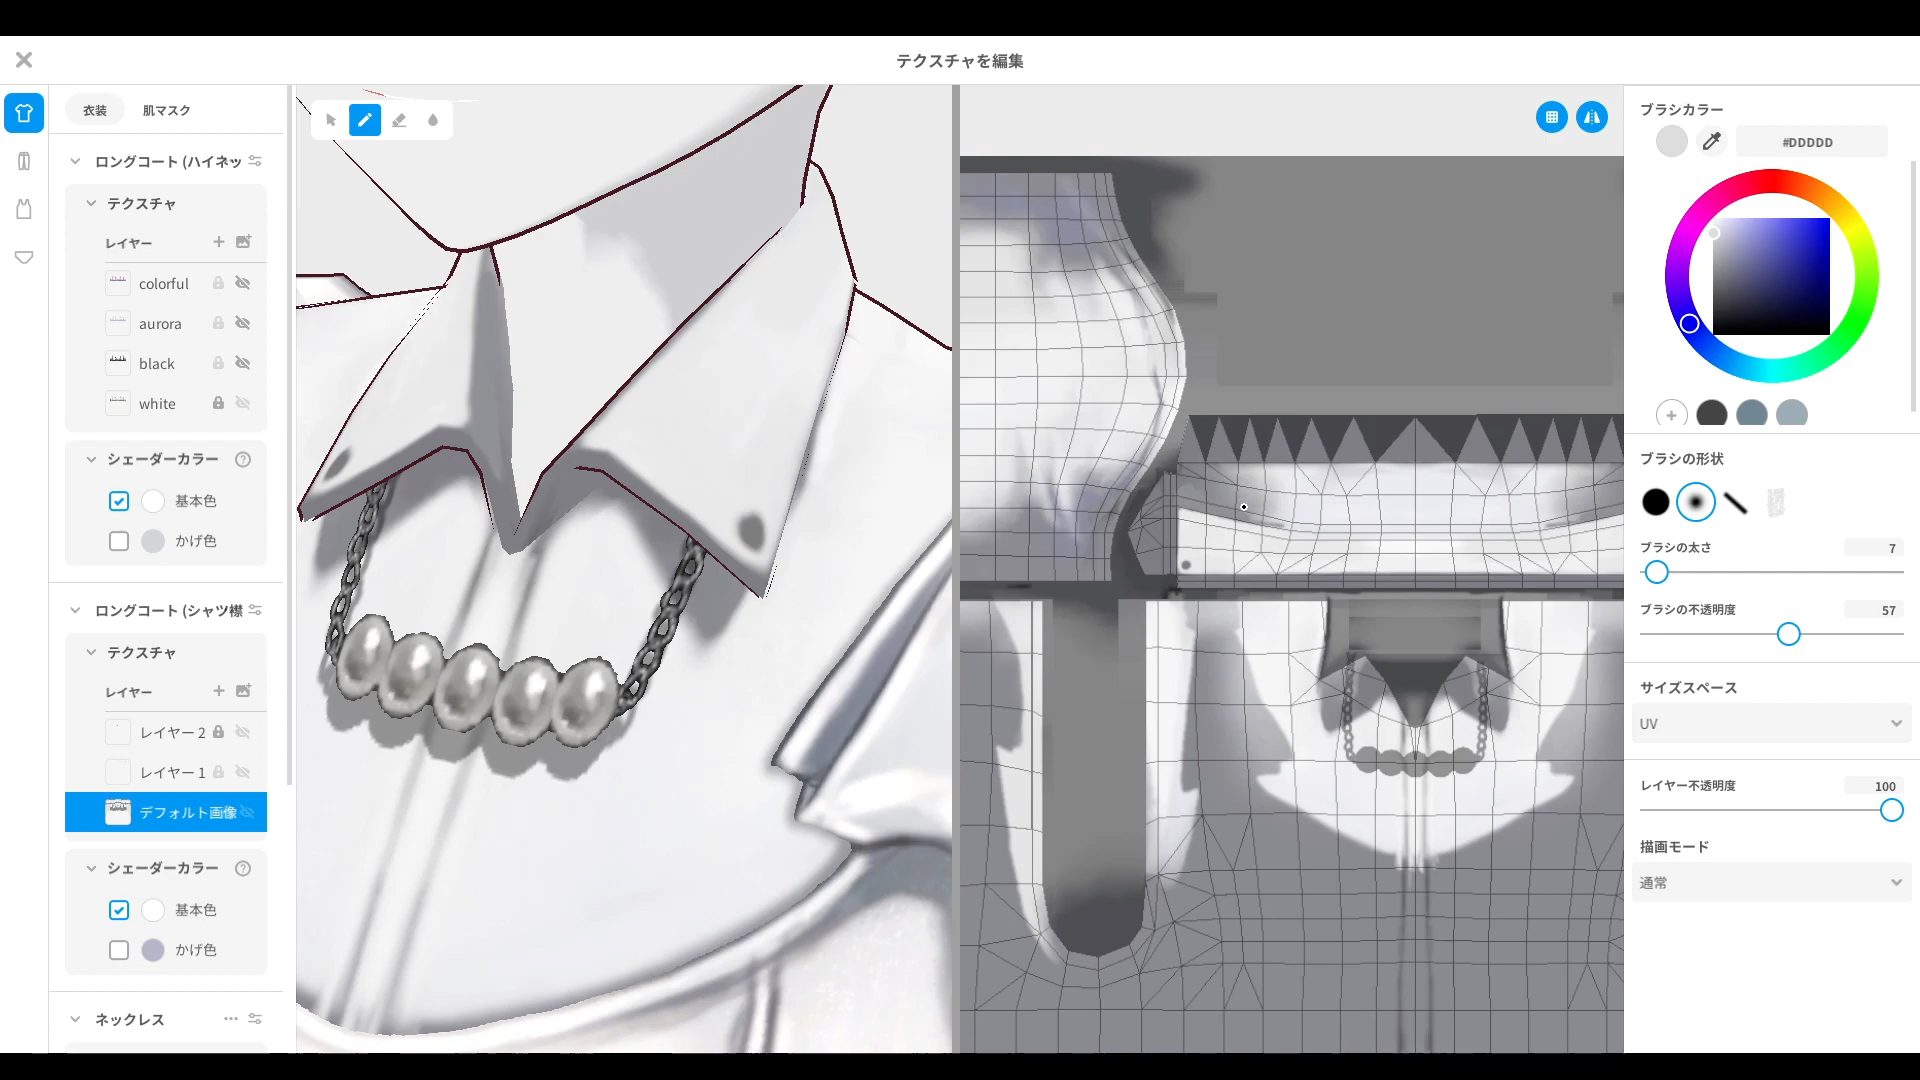 テクスチャを編集
衣装 肌マスク
ロングコート (ハイネッ
テクスチャ
レイヤー
colorful
aurora
black
white
シェーダーカラー
基本色
かげ色
ロングコート (シャツ襟
テクスチャ
レイヤー
レイヤー 2
レイヤー 1
デフォルト画像
シェーダーカラー
基本色
かげ色
ネックレス
ブラシカラー
#DDDDD
ブラシの形状
ブラシの太さ 7
ブラシの不透明度 57
サイズスペース
UV
レイヤー不透明度 100
描画モード
通常